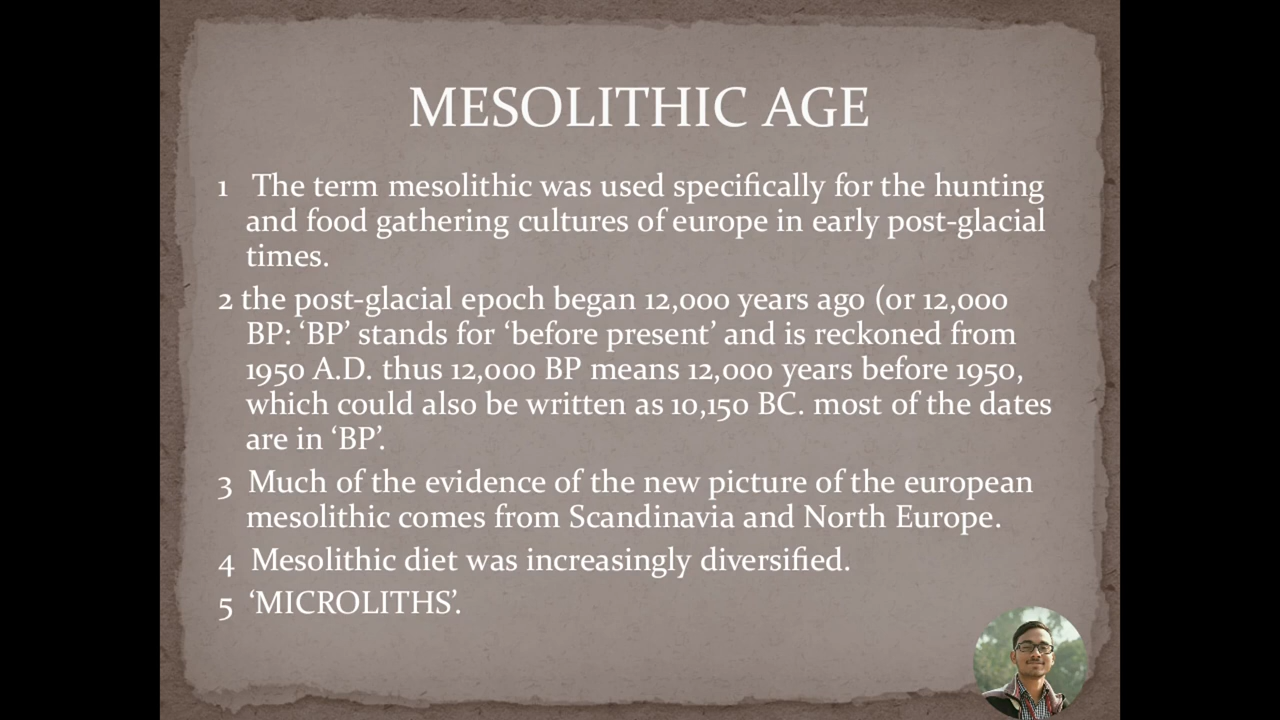 MESOLITHIC AGE
1 The term mesolithic was used specifically for the hunting
and food gathering cultures of europe in early post-glacial
times.
2 the post-glacial epoch began 12,000 years ago (or 12,000
BP: ‘BP’ stands for ‘before present’ and is reckoned from
1950 A.D. thus 12,000 BP means 12,000 years before 1950,
which could also be written as 10,150 BC. most of the dates
are in ‘BP’.
3 Much of the evidence of the new picture of the european
mesolithic comes from Scandinavia and North Europe.
4 Mesolithic diet was increasingly diversified.
5 ‘MICROLITHS’.